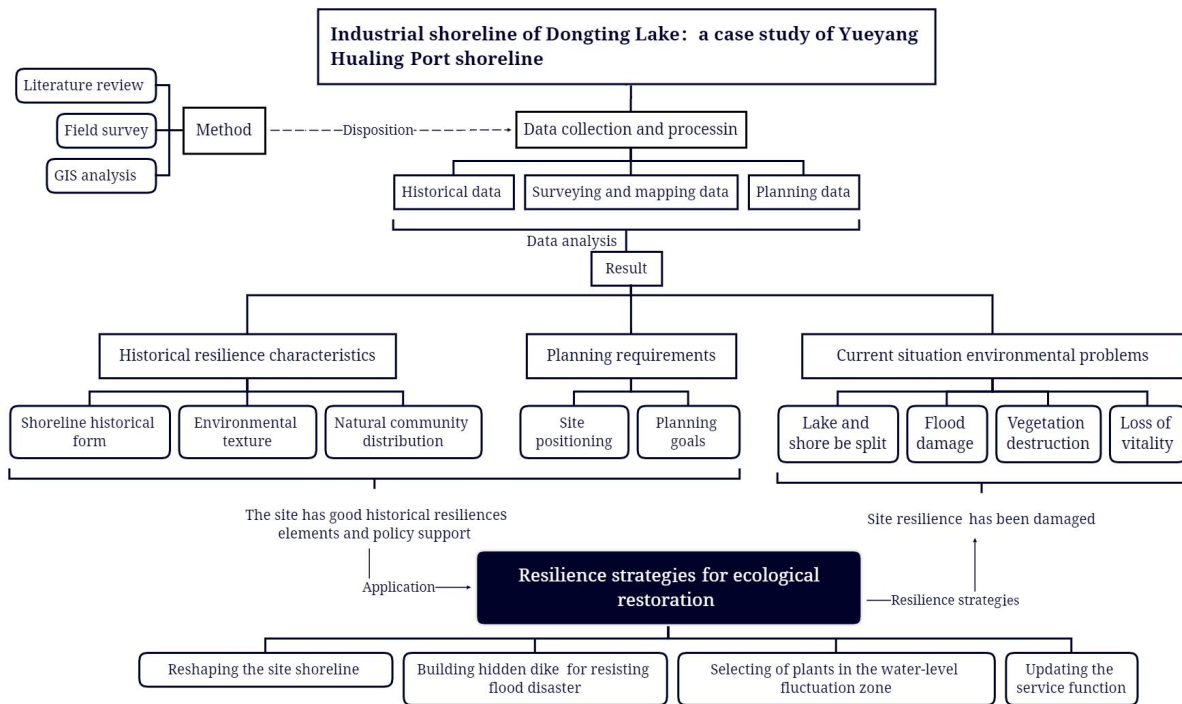 Industrial shoreline of Dongting Lake: a case study of Yueyang
Hualing Port shoreline
Literature review
Field survey
GIS analysis
Method
Disposition
Data collection and processin
Historical data
Surveying and mapping data
Planning data
Data analysis
Result
Historical resilience characteristics
Planning requirements
Current situation environmental problems
Shoreline historical
form
Environmental
texture
Natural community
distribution
Site
positioning
Planning
goals
Lake and
shore be split
Flood
damage
Vegetation
destruction
Loss of
vitality
The site has good historical resiliences
elements and policy support
Site resilience has been damaged
Application
Resilience strategies for ecological
restoration
Resilience strategies
Reshaping the site shoreline
Building hidden dike for resisting
flood disaster
Selecting of plants in the water-level
fluctuation zone
Updating the
service function